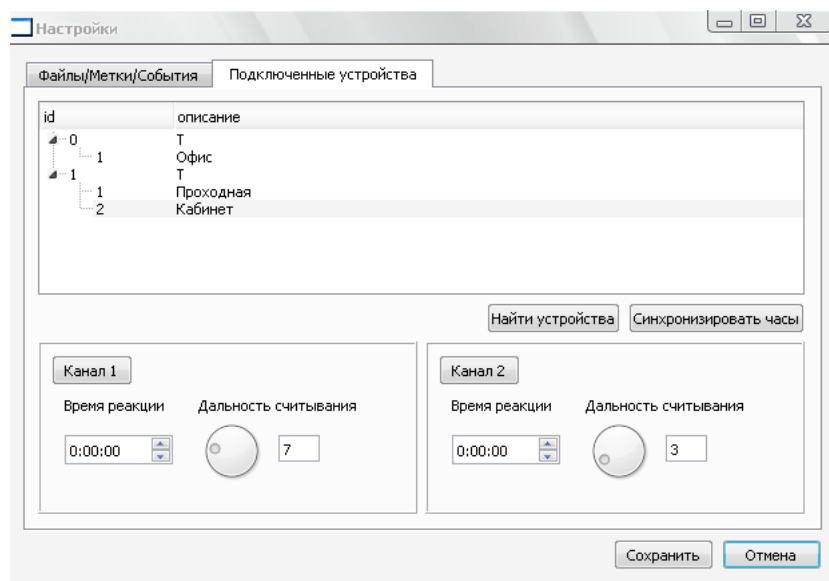 Настройки
Файлы/Метки/События Подключенные устройства
id описание
0 Т
1 Офис
1 Т
1 Проходная
2 Кабинет
Найти устройства Синхронизировать часы
Канал 1 Канал 2
Время реакции Дальность считывания Время реакции Дальность считывания
0:00:00 7 0:00:00 3
Сохранить Отмена